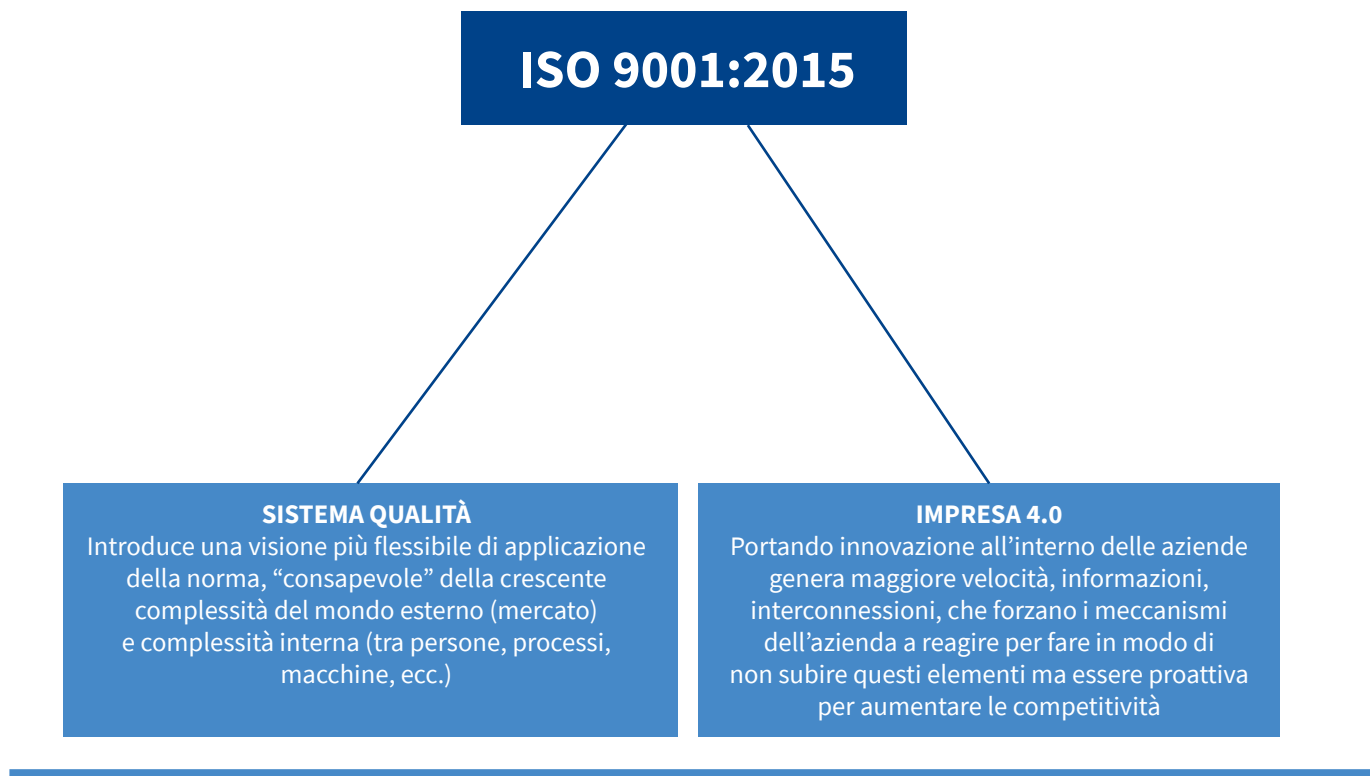 ISO 9001:2015
SISTEMA QUALITÀ
Introduce una visione più flessibile di applicazione
della norma, “consapevole” della crescente
complessità del mondo esterno (mercato)
e complessità interna (tra persone, processi,
macchine, ecc.)
IMPRESA 4.0
Portando innovazione all’interno delle aziende
genera maggiore velocità, informazioni,
interconnessioni, che forzano i meccanismi
dell’azienda a reagire per fare in modo di
non subire questi elementi ma essere proattiva
per aumentare le competitività